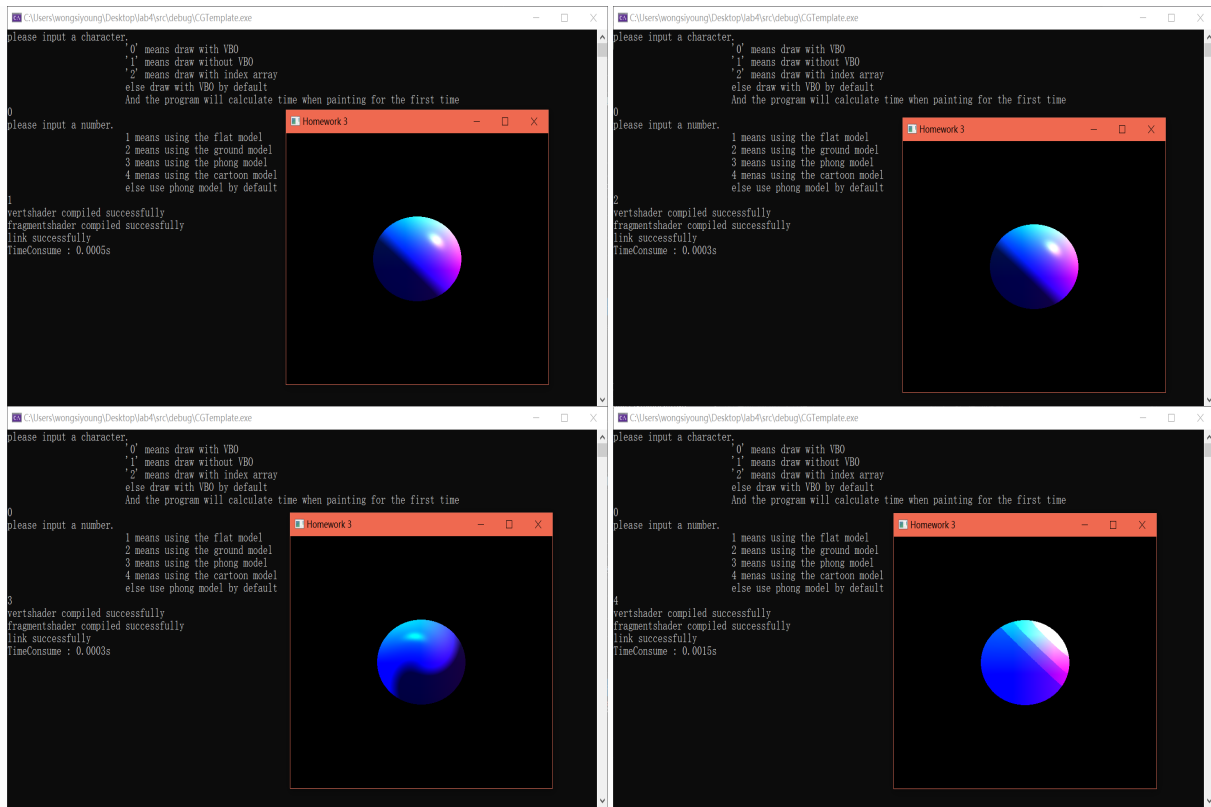 C:\Users\wongsiyoung\Desktop\lab4\src\debug\CGTemplate.exe
please input a character.
'0' means draw with VBO
'1' means draw without VBO
'2' means draw with index array
else draw with VBO by default
And the program will calculate time when painting for the first time
0
please input a number.
1 means using the flat model
2 means using the ground model
3 means using the phong model
4 menas using the cartoon model
else use phong model by default
1
vertshader compiled successfully
fragmentshader compiled successfully
link successfully
TimeConsume : 0.0005s
Homework 3
C:\Users\wongsiyoung\Desktop\lab4\src\debug\CGTemplate.exe
please input a character.
'0' means draw with VBO
'1' means draw without VBO
'2' means draw with index array
else draw with VBO by default
And the program will calculate time when painting for the first time
0
please input a number.
1 means using the flat model
2 means using the ground model
3 means using the phong model
4 menas using the cartoon model
else use phong model by default
2
vertshader compiled successfully
fragmentshader compiled successfully
link successfully
TimeConsume : 0.0003s
Homework 3
C:\Users\wongsiyoung\Desktop\lab4\src\debug\CGTemplate.exe
please input a character.
'0' means draw with VBO
'1' means draw without VBO
'2' means draw with index array
else draw with VBO by default
And the program will calculate time when painting for the first time
0
please input a number.
1 means using the flat model
2 means using the ground model
3 means using the phong model
4 menas using the cartoon model
else use phong model by default
3
vertshader compiled successfully
fragmentshader compiled successfully
link successfully
TimeConsume : 0.0003s
Homework 3
C:\Users\wongsiyoung\Desktop\lab4\src\debug\CGTemplate.exe
please input a character.
'0' means draw with VBO
'1' means draw without VBO
'2' means draw with index array
else draw with VBO by default
And the program will calculate time when painting for the first time
0
please input a number.
1 means using the flat model
2 means using the ground model
3 means using the phong model
4 menas using the cartoon model
else use phong model by default
4
vertshader compiled successfully
fragmentshader compiled successfully
link successfully
TimeConsume : 0.0015s
Homework 3